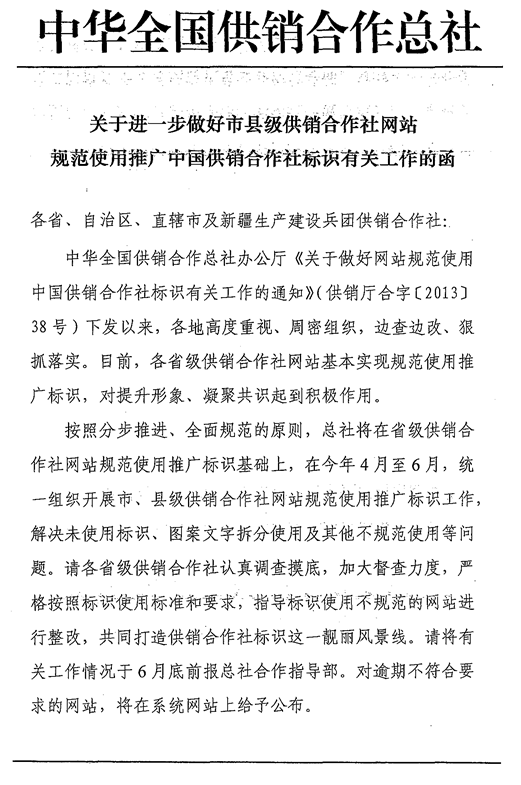 中华全国供销合作总社
关于进一步做好市县级供销合作社网站
规范使用推广中国供销合作社标识有关工作的函
各省、自治区、直辖市及新疆生产建设兵团供销合作社：
中华全国供销合作总社办公厅《关于做好网站规范使用
中国供销合作社标识有关工作的通知》（供销厅合字〔2013〕
38号）下发以来，各地高度重视、周密组织，边查边改、狠
抓落实。目前，各省级供销合作社网站基本实现规范使用推
广标识，对提升形象、凝聚共识起到积极作用。
按照分步推进、全面规范的原则，总社将在省级供销合
作社网站规范使用推广标识基础上，在今年4月至6月，统
一组织开展市、县级供销合作社网站规范使用推广标识工作，
解决未使用标识、图案文字拆分使用及其他不规范使用等问
题。请各省级供销合作社认真调查摸底，加大督查力度，严
格按照标识使用标准和要求，指导标识使用不规范的网站进
行整改，共同打造供销合作社标识这一靓丽风景线。请将有
关工作情况于6月底前报总社合作指导部。对逾期不符合要
求的网站，将在系统网站上给予公布。